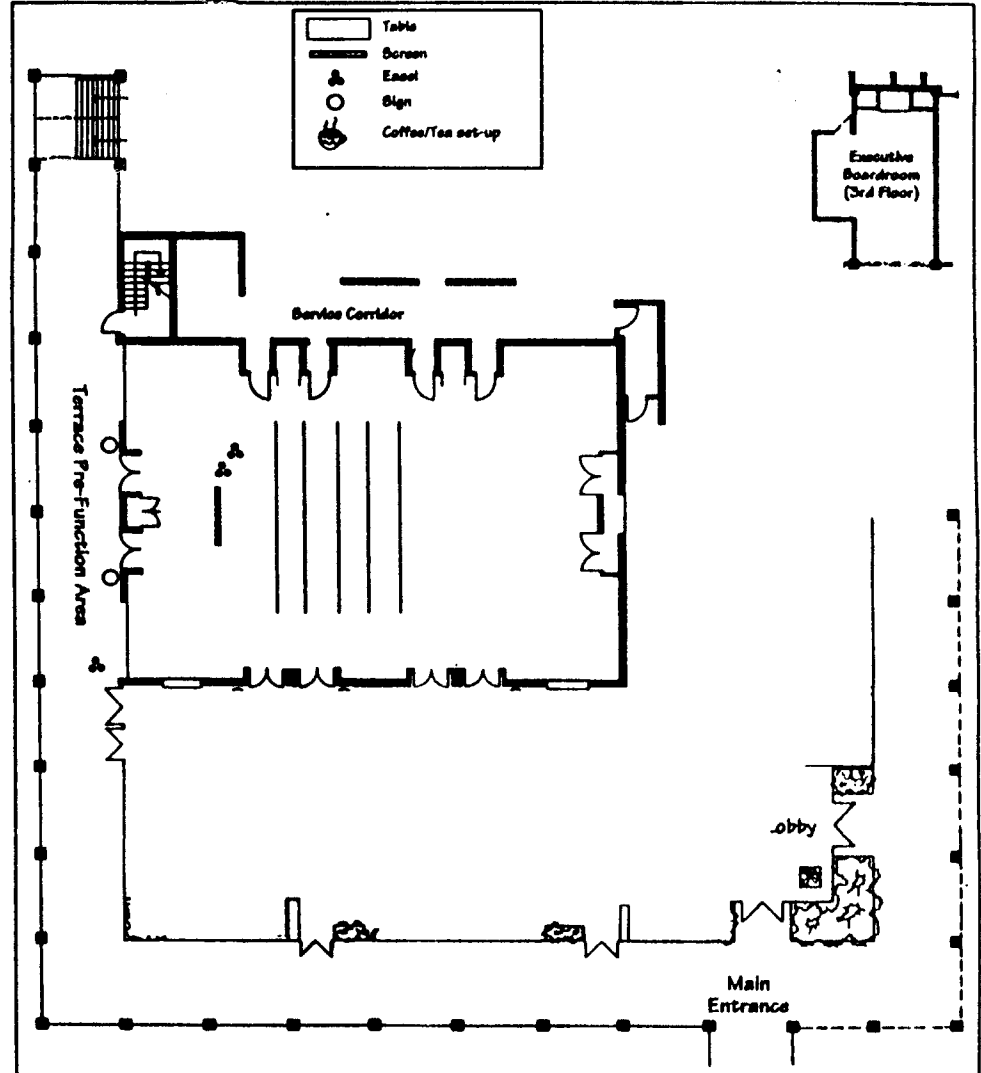 Table
Screen
Easel
Sign
Coffee/Tea set-up
Executive
Boardroom
(3rd Floor)
Service Corridor
Terrace Pre-Function Area
Lobby
Main
Entrance